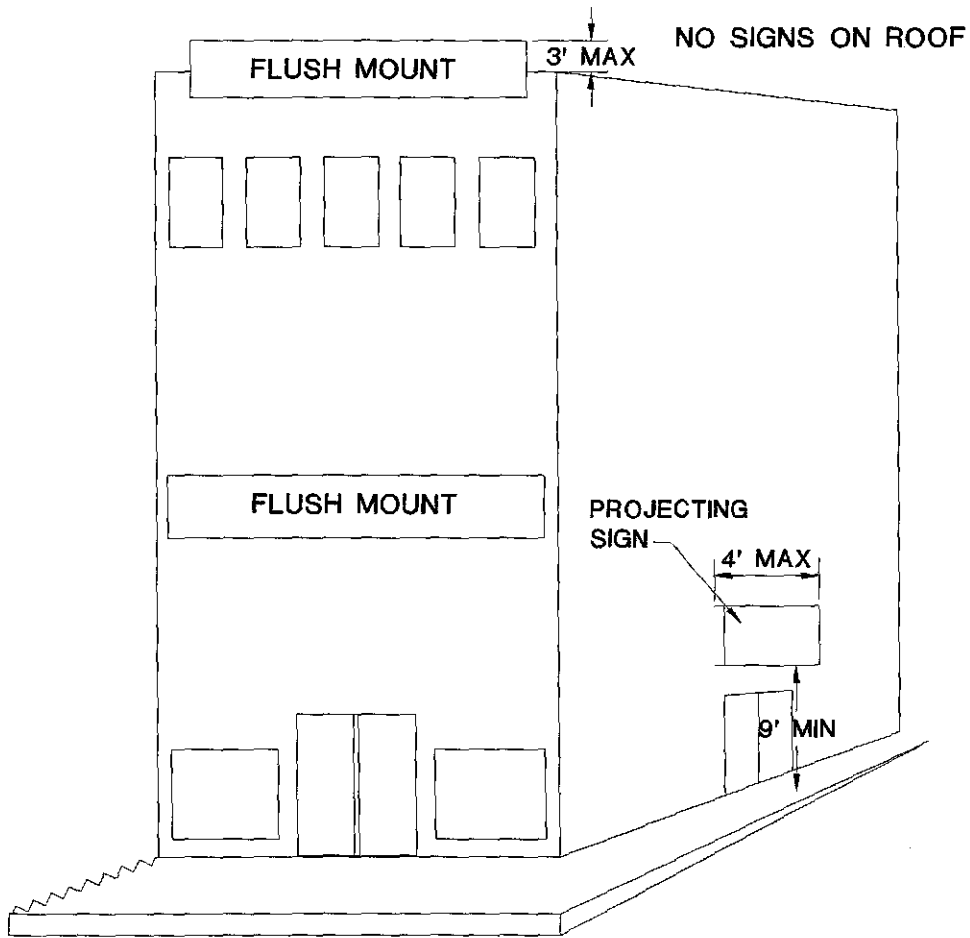 NO SIGNS ON ROOF
3' MAX
FLUSH MOUNT
FLUSH MOUNT
PROJECTING
SIGN
4' MAX
9' MIN